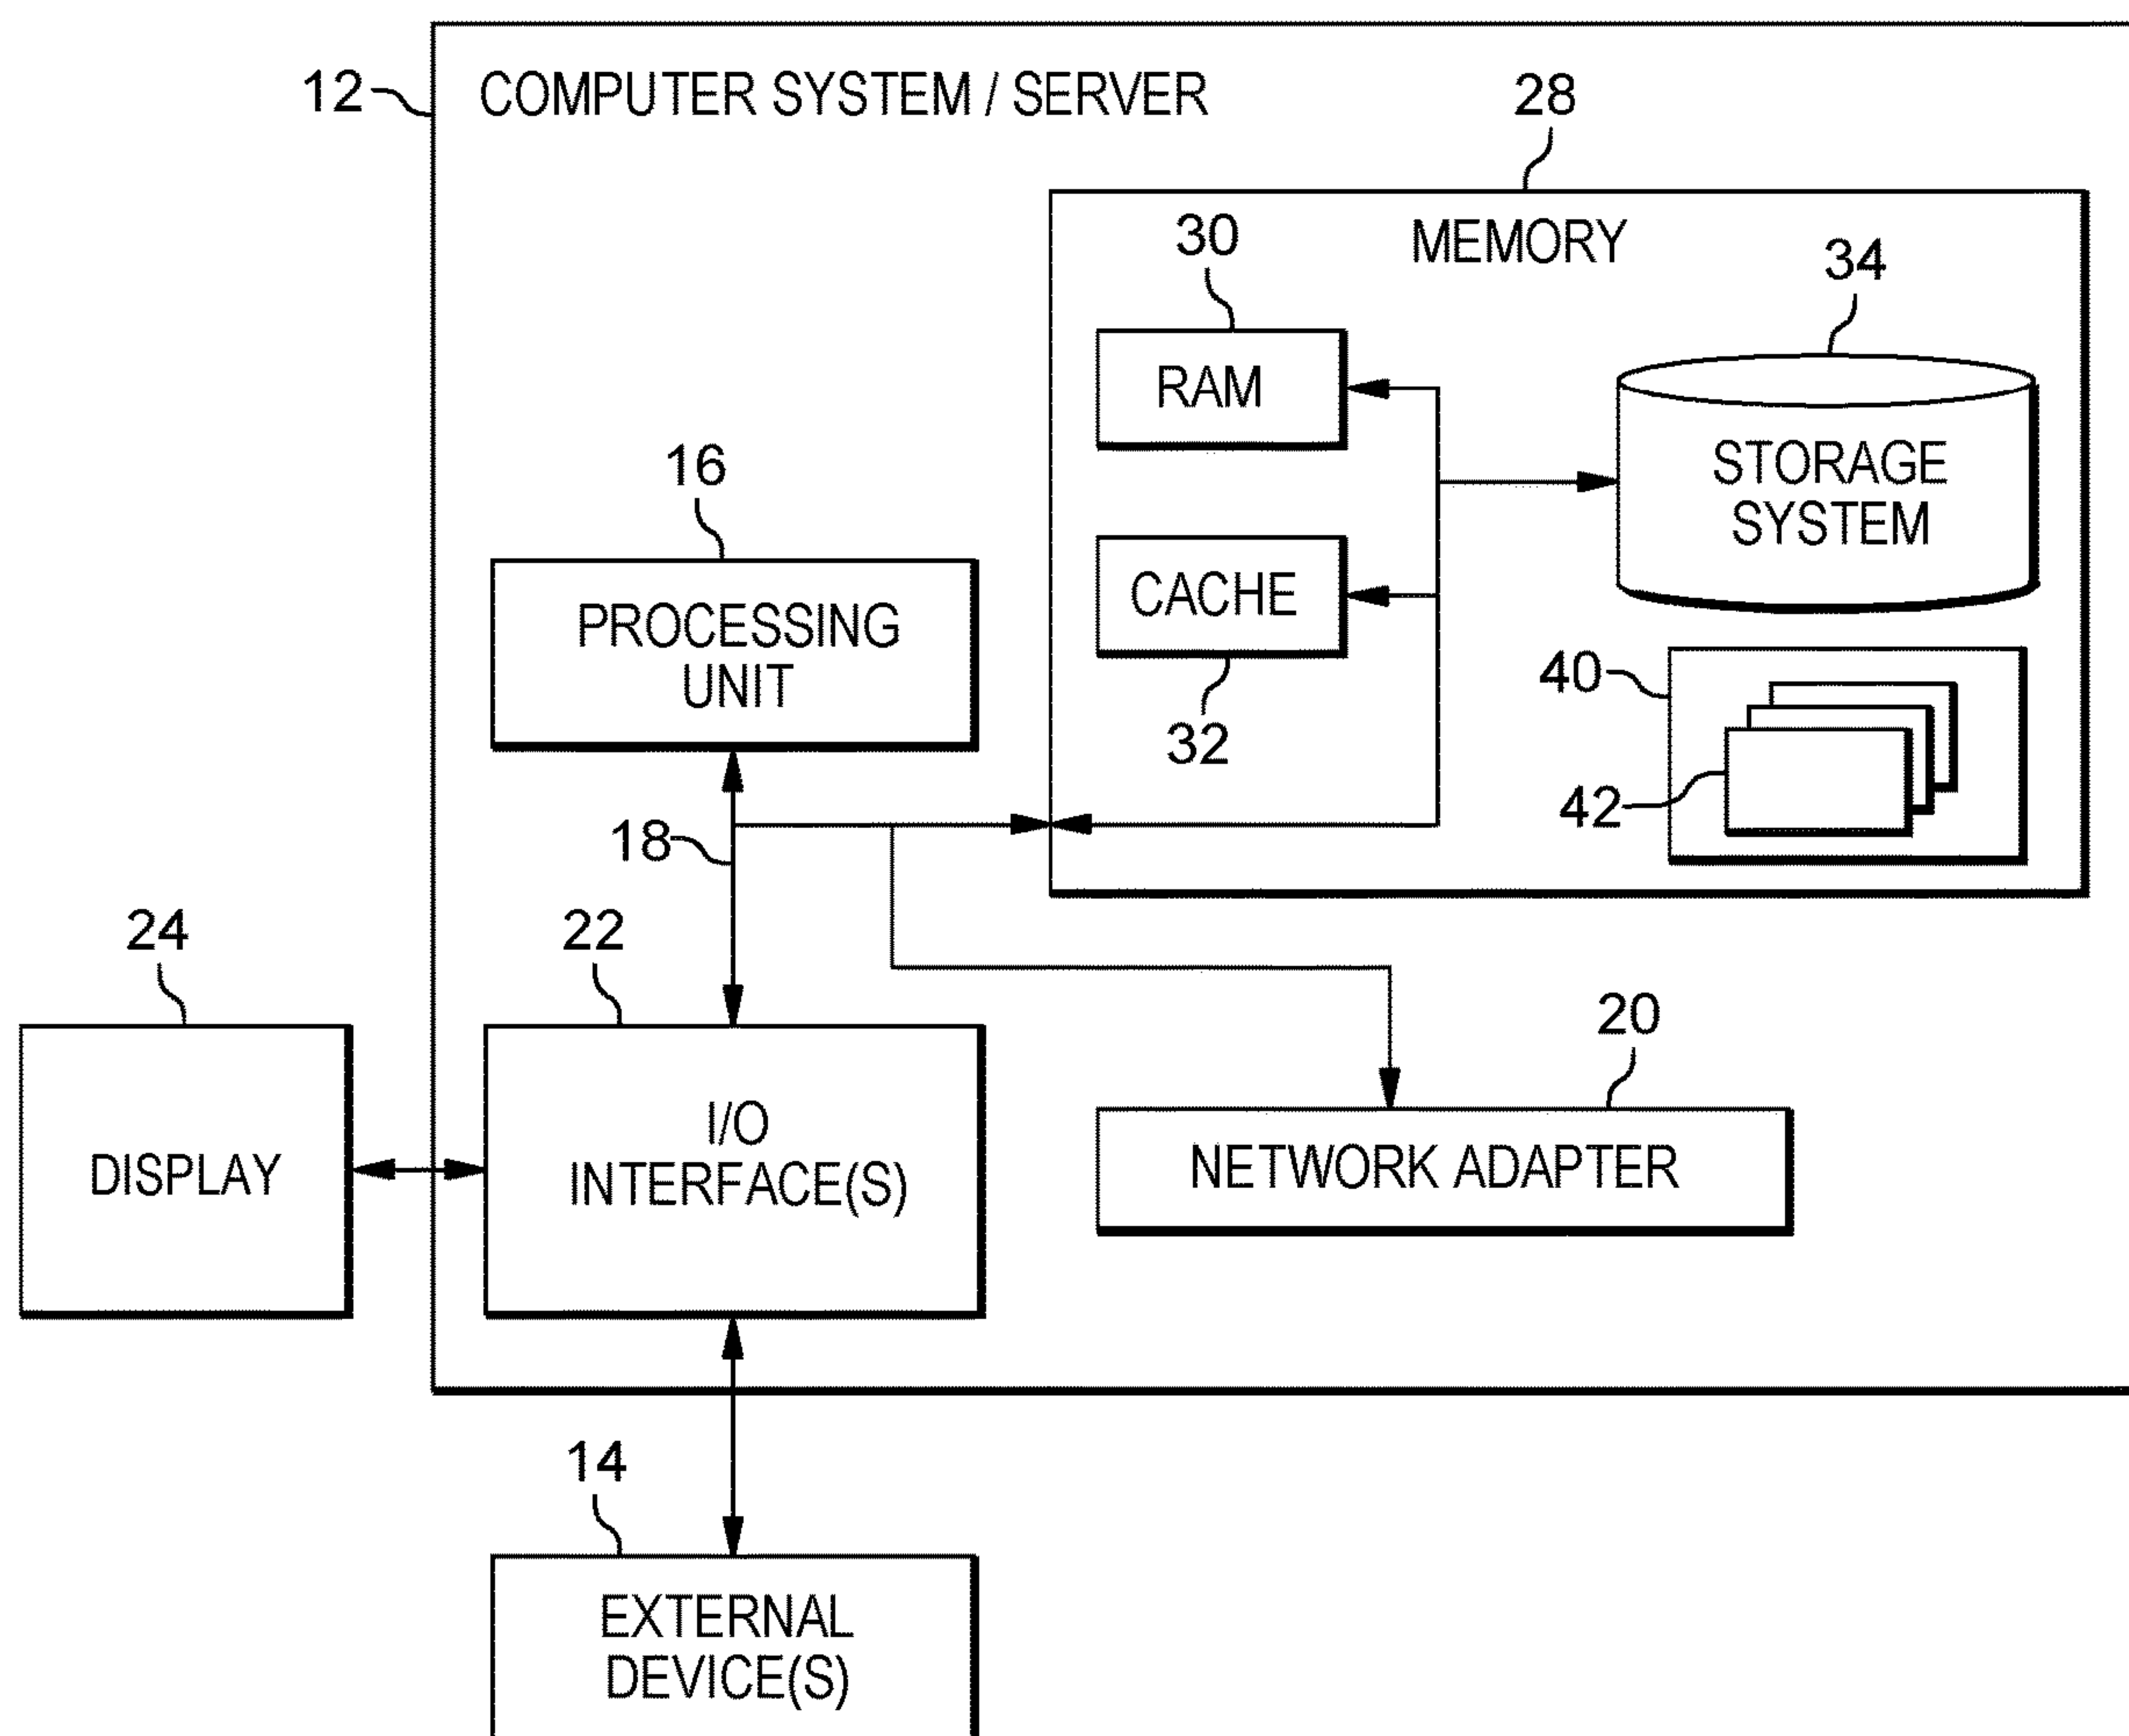 12
COMPUTER SYSTEM / SERVER
28
MEMORY
30
34
RAM
STORAGE
SYSTEM
16
CACHE
PROCESSING
UNIT
32
40
42
18
24
22
20
DISPLAY
I/O
INTERFACE(S)
NETWORK ADAPTER
14
EXTERNAL
DEVICE(S)